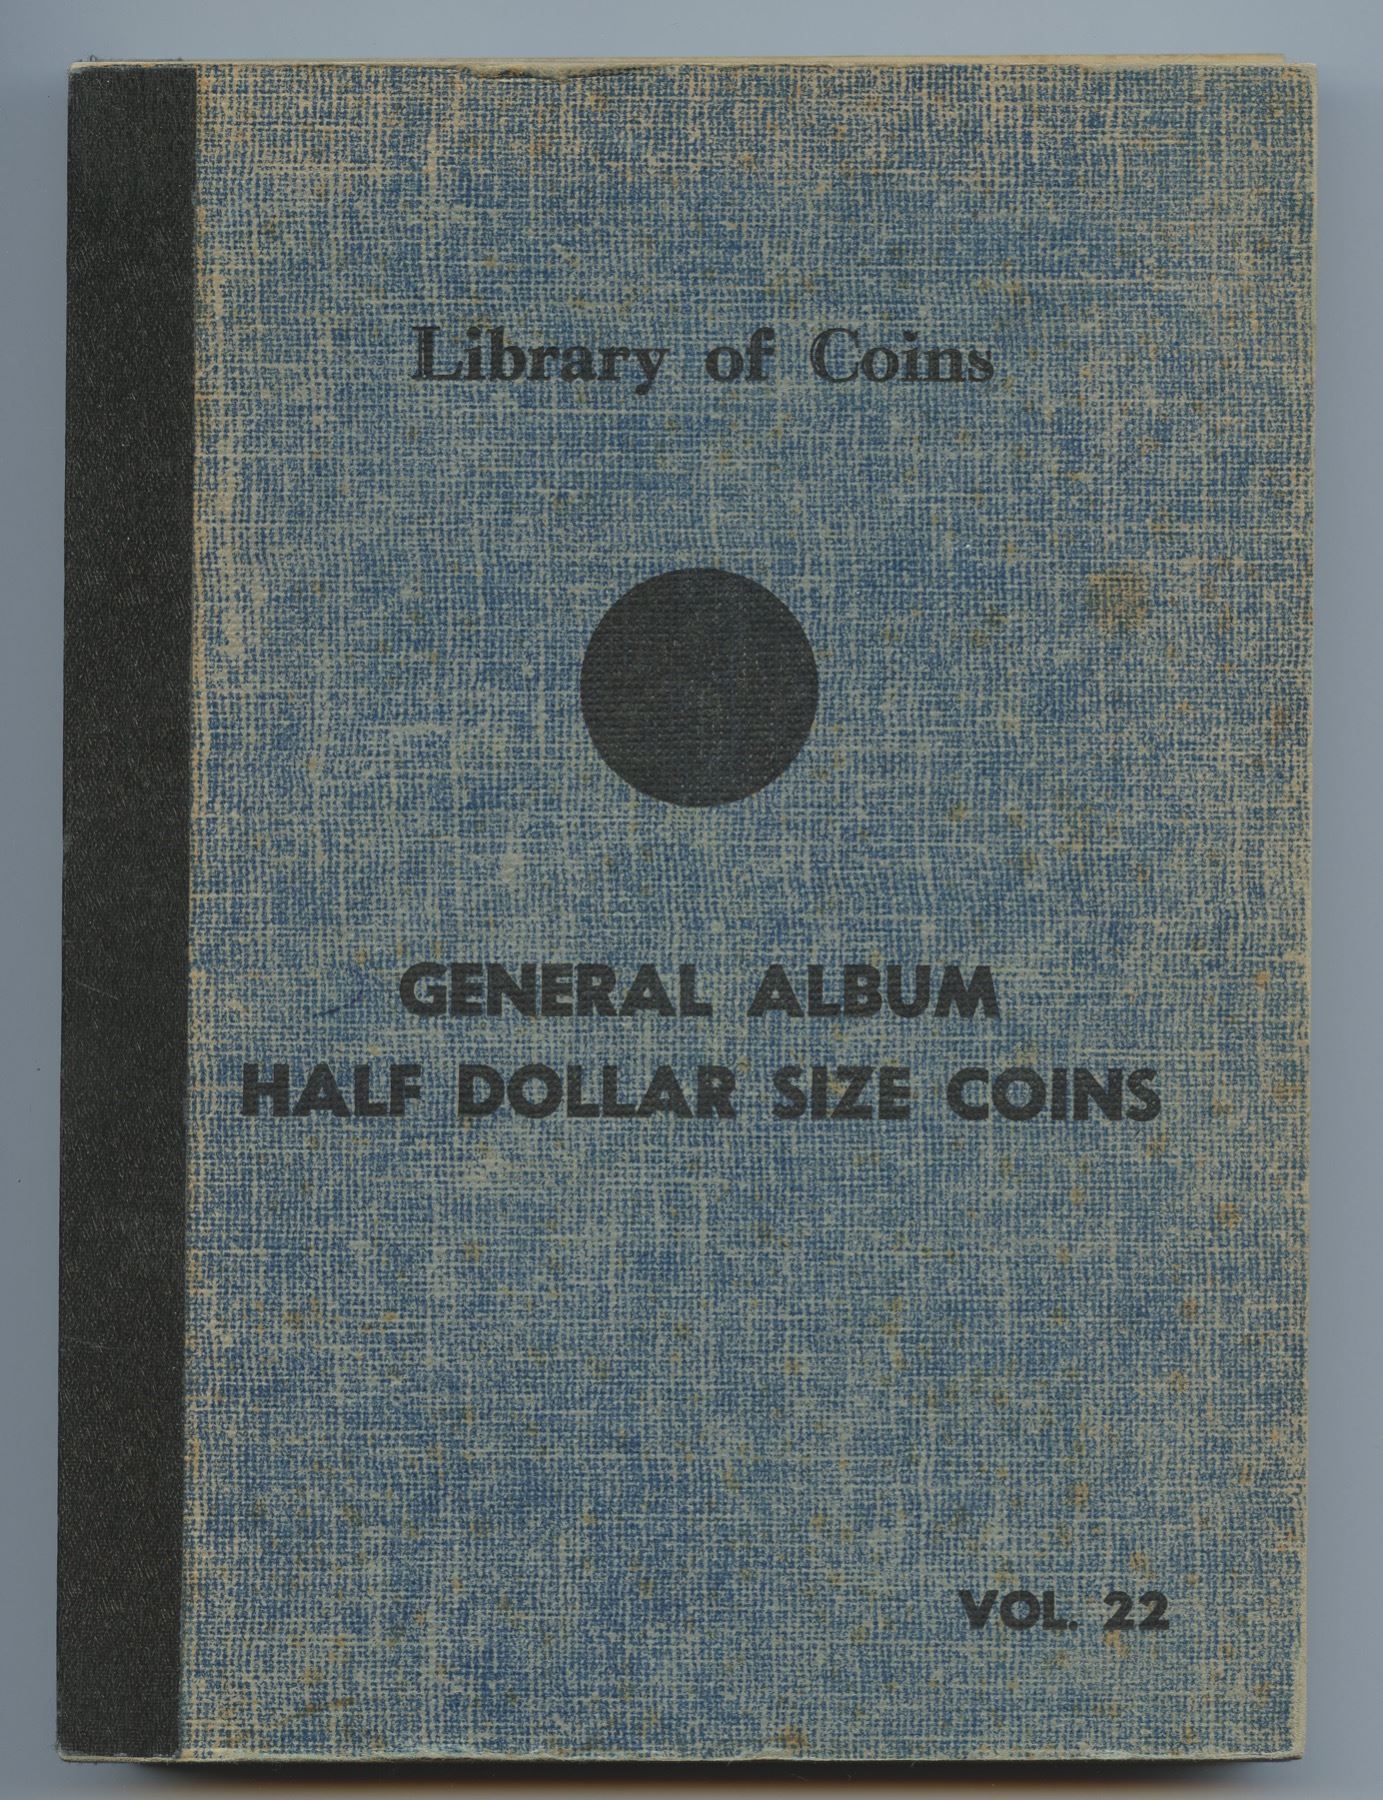 Library of Coins
GENERAL ALBUM
HALF DOLLAR SIZE COINS
VOL. 22